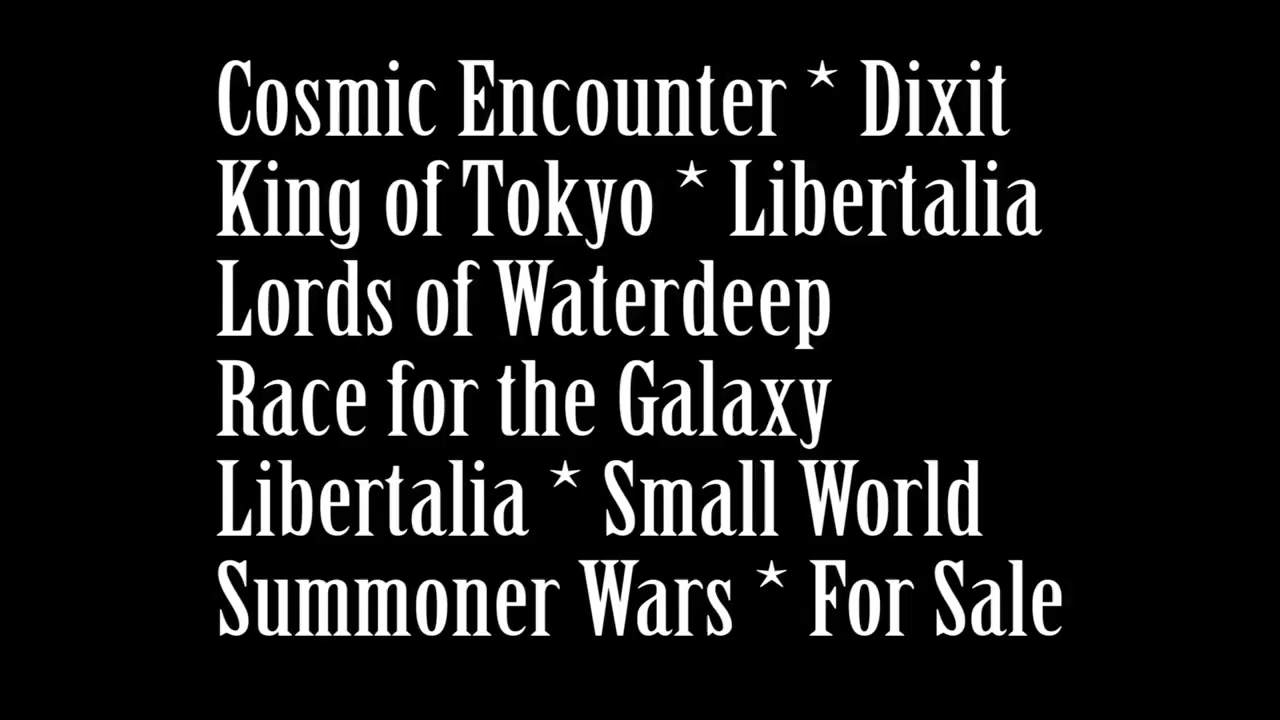 Cosmic Encounter * Dixit
King of Tokyo * Libertalia
Lords of Waterdeep
Race for the Galaxy
Libertalia * Small World
Summoner Wars * For Sale